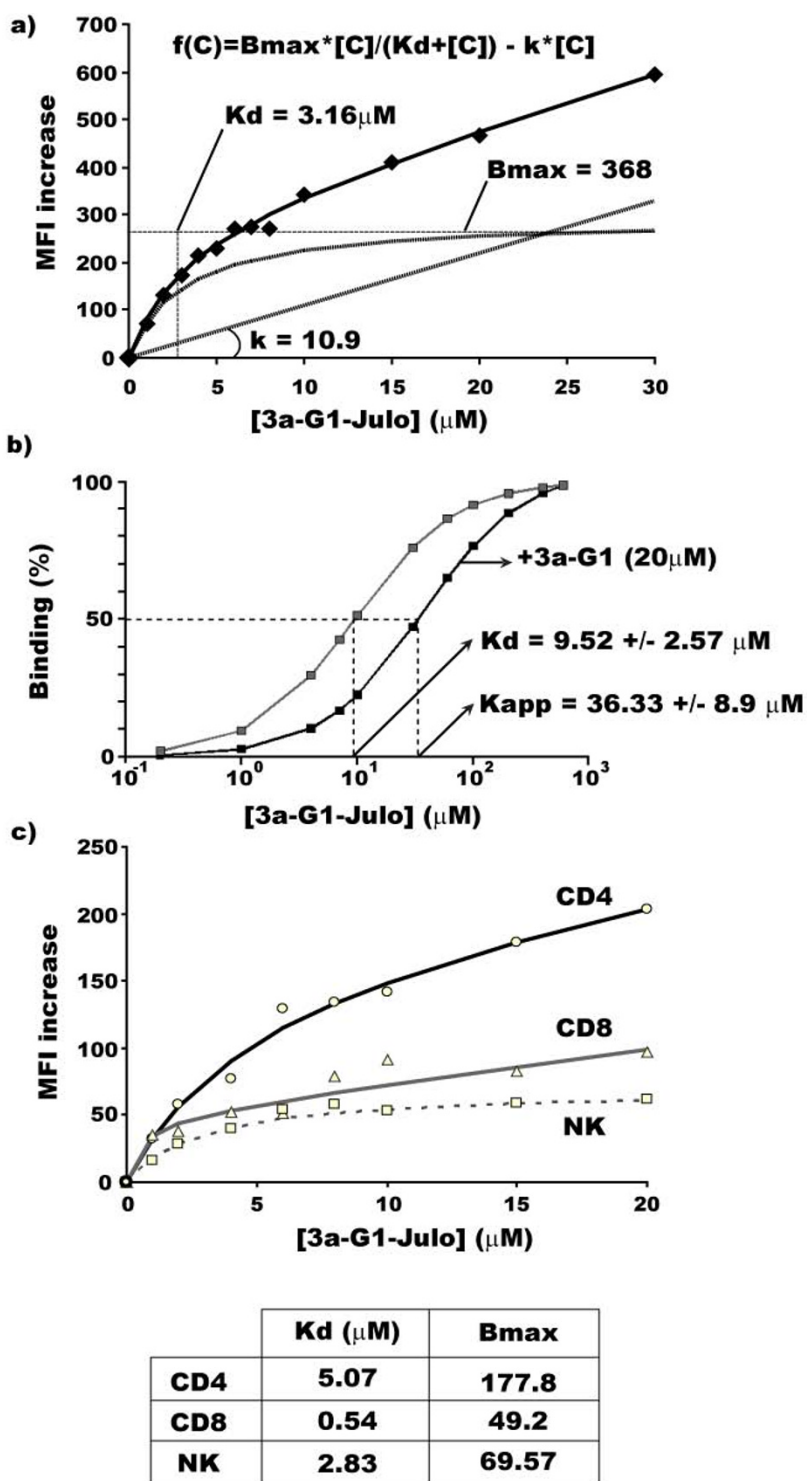 a)
700
600
500
400
300
200
100
0
MFI increase
f(C)=Bmax*[C]/(Kd+[C]) - k*[C]
Kd = 3.16μM
Bmax = 368
k = 10.9
0 5 10 15 20 25 30
[3a-G1-Julo] (μM)
b)
100
50
0
Binding (%)
+3a-G1 (20μM)
Kd = 9.52 +/- 2.57 μM
Kapp = 36.33 +/- 8.9 μM
10-1 100 101 102 103
[3a-G1-Julo] (μM)
c)
250
200
150
100
50
0
MFI increase
CD4
CD8
NK
0 5 10 15 20
[3a-G1-Julo] (μM)
Kd (μM) Bmax
CD4 5.07 177.8
CD8 0.54 49.2
NK 2.83 69.57